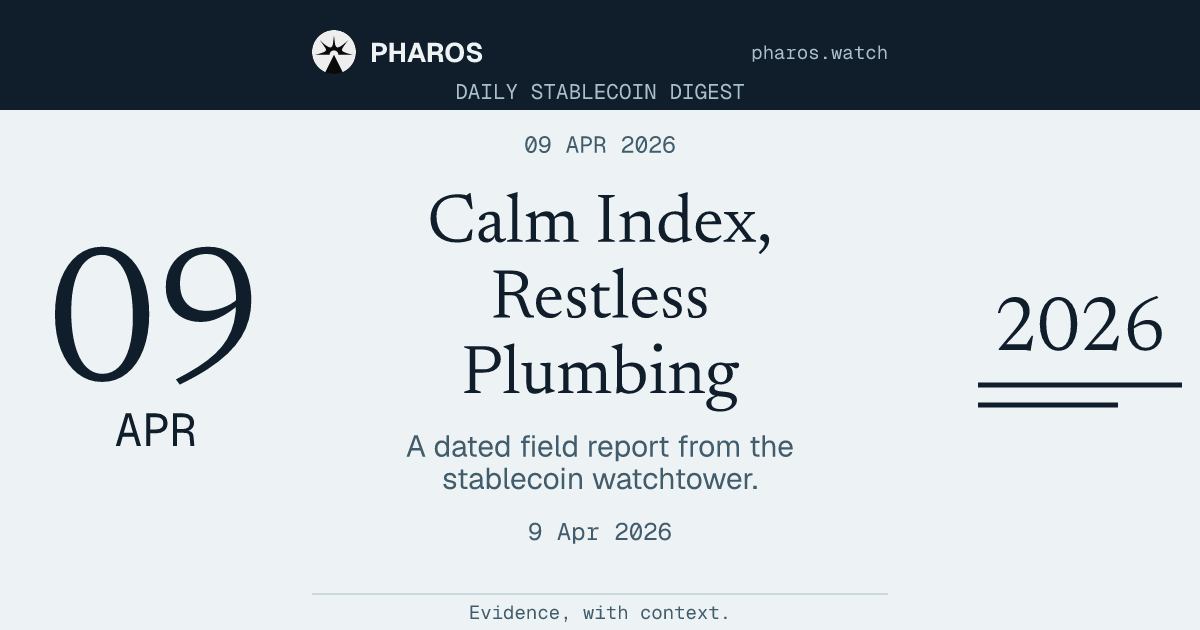 PHAROS
pharos.watch
DAILY STABLECOIN DIGEST
09 APR 2026
Calm Index,
Restless
Plumbing
A dated field report from the
stablecoin watchtower.
9 Apr 2026
09
APR
2026
Evidence, with context.